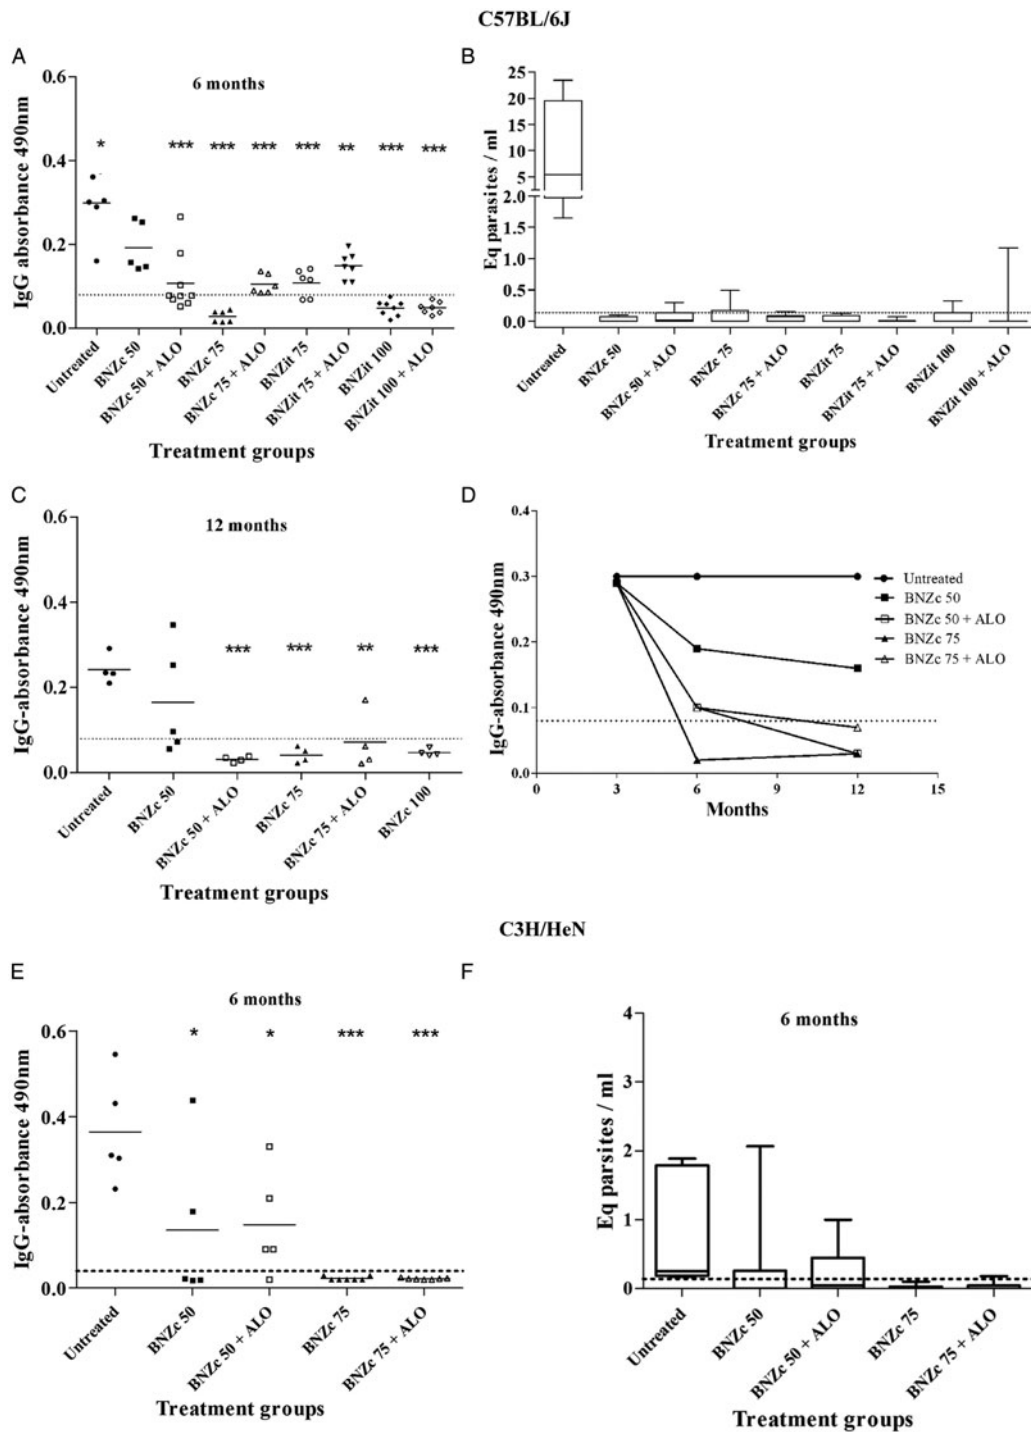 C57BL/6J
A
6 months
IgG absorbance 490nm
0.6
0.4
0.2
0.0
*
***
***
***
***
**
***
***
Untreated
BNZc 50
BNZc 50 + ALO
BNZc 75
BNZc 75 + ALO
BNZit 75
BNZit 75 + ALO
BNZit 100
BNZit 100 + ALO
Treatment groups
B
Eq parasites / ml
25
20
15
10
5
2.0
1.5
1.0
0.5
0.0
Untreated
BNZc 50
BNZc 50 + ALO
BNZc 75
BNZc 75 + ALO
BNZit 75
BNZit 75 + ALO
BNZit 100
BNZit 100 + ALO
Treatment groups
C
12 months
IgG-absorbance 490nm
0.6
0.4
0.2
0.0
***
***
**
***
Untreated
BNZc 50
BNZc 50 + ALO
BNZc 75
BNZc 75 + ALO
BNZc 100
Treatment groups
D
IgG-absorbance 490nm
0.4
0.3
0.2
0.1
0.0
0
3
6
9
12
15
Months
Untreated
BNZc 50
BNZc 50 + ALO
BNZc 75
BNZc 75 + ALO
C3H/HeN
E
6 months
IgG-absorbance 490nm
0.6
0.4
0.2
0.0
*
*
***
***
Untreated
BNZc 50
BNZc 50 + ALO
BNZc 75
BNZc 75 + ALO
Treatment groups
F
6 months
Eq parsites / ml
4
3
2
1
0
Untreated
BNZc 50
BNZc 50 + ALO
BNZc 75
BNZc 75 + ALO
Treatment groups